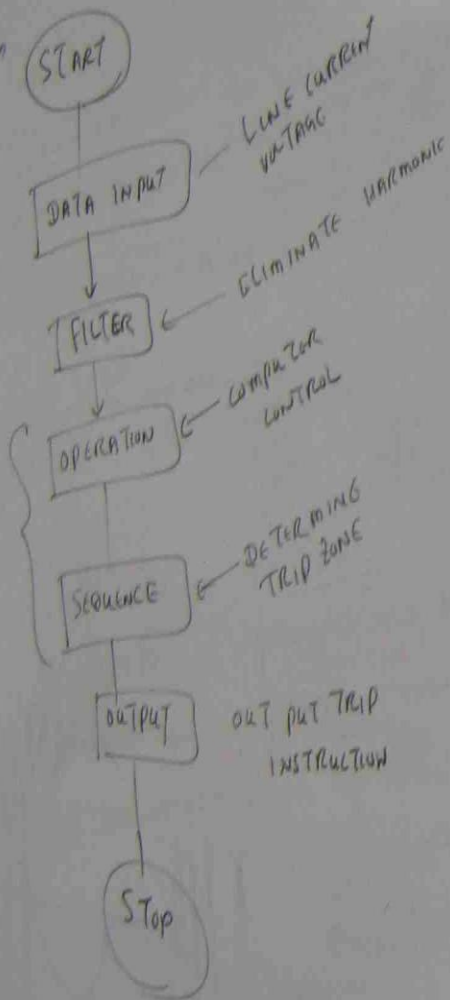 START
DATA INPUT
LINE CURRENT
VOLTAGE
FILTER
ELIMINATE HARMONIC
OPERATION
COMPUTER
CONTROL
SEQUENCE
DETERMING
TRIP ZONE
OUTPUT
OUT PUT TRIP
INSTRUCTION
STOP